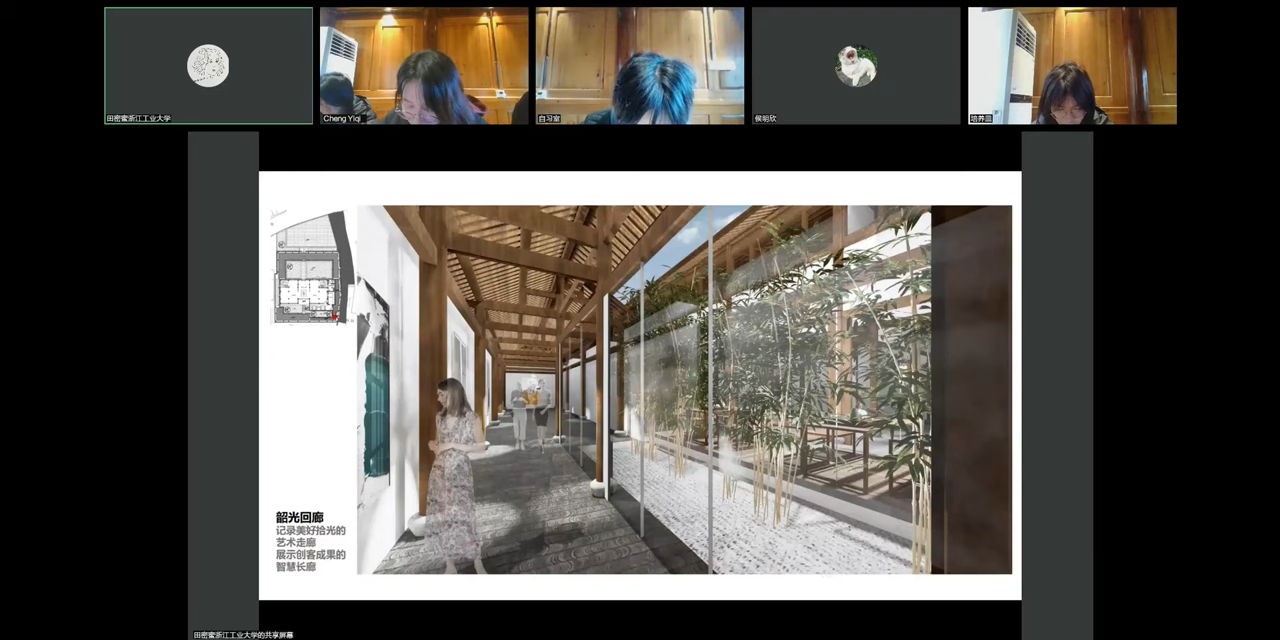 田密蜜浙江工业大学
Cheng Yiqi
自习室
侯明欣
培养皿
韶光回廊
记录美好拾光的
艺术走廊
展示创客成果的
智慧长廊
田密蜜浙江工业大学的共享屏幕